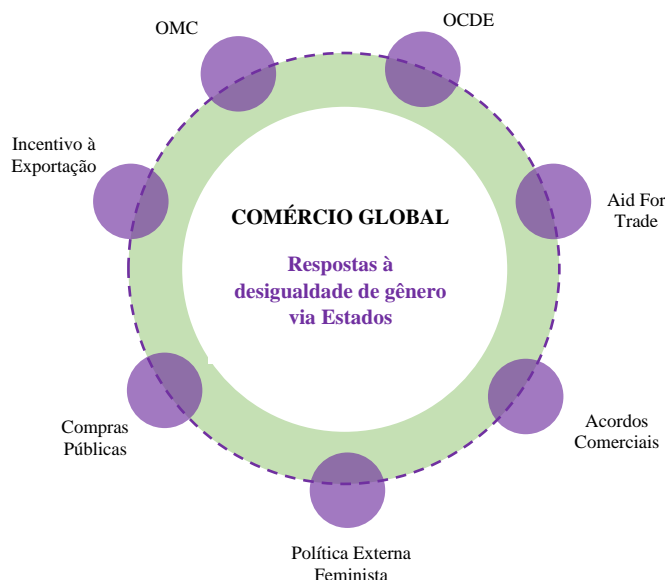 OMC
OCDE
Incentivo à
Exportação
Aid For
Trade
COMÉRCIO GLOBAL
Respostas à
desigualdade de gênero
via Estados
Compras
Públicas
Acordos
Comerciais
Política Externa
Feminista